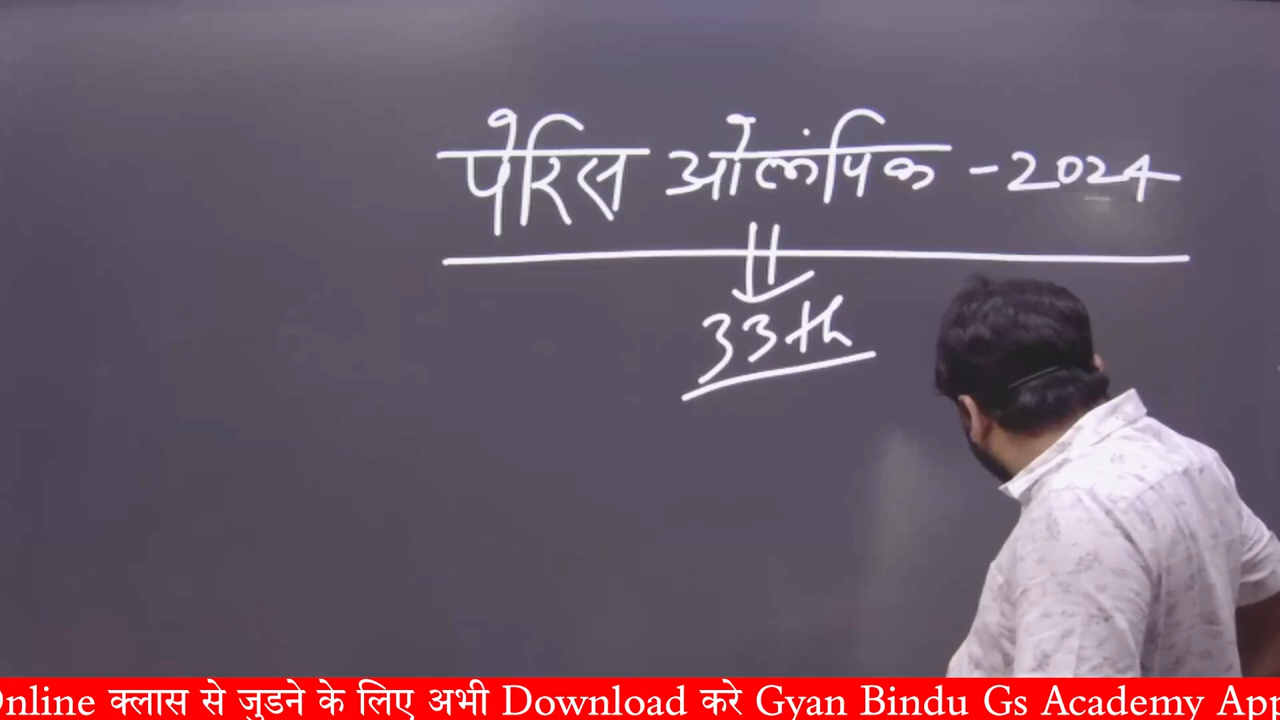 पेरिस ओलंपिक - 2024
33th
Online क्लास से जुडने के लिए अभी Download करे Gyan Bindu Gs Academy App